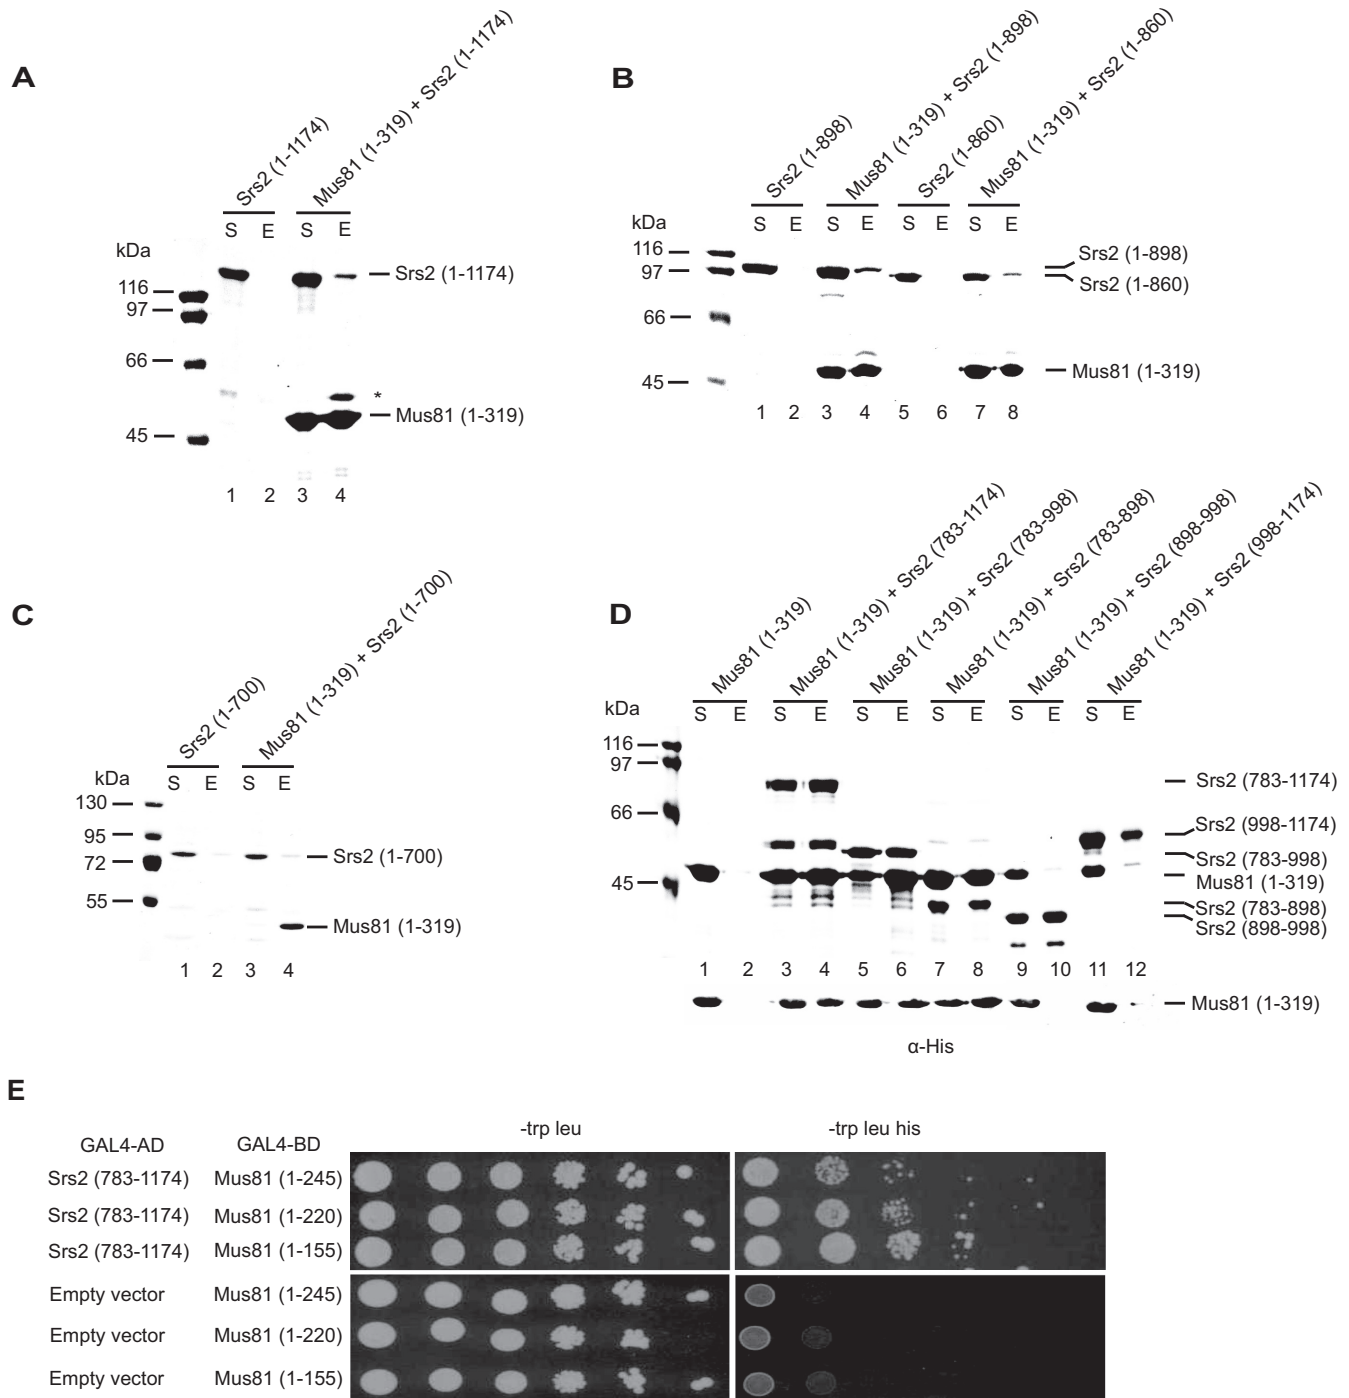 A
Srs2 (1-1174)
Mus81 (1-319) + Srs2 (1-1174)
S E S E
kDa
116
97
66
45
Srs2 (1-1174)
*
Mus81 (1-319)
1 2 3 4
B
Srs2 (1-898)
Mus81 (1-319) + Srs2 (1-898)
Srs2 (1-860)
Mus81 (1-319) + Srs2 (1-860)
S E S E S E S E
kDa
116
97
66
45
Srs2 (1-898)
Srs2 (1-860)
Mus81 (1-319)
1 2 3 4 5 6 7 8
C
Srs2 (1-700)
Mus81 (1-319) + Srs2 (1-700)
S E S E
kDa
130
95
72
55
Srs2 (1-700)
Mus81 (1-319)
1 2 3 4
D
Mus81 (1-319)
Mus81 (1-319) + Srs2 (783-1174)
Mus81 (1-319) + Srs2 (783-998)
Mus81 (1-319) + Srs2 (783-898)
Mus81 (1-319) + Srs2 (898-998)
Mus81 (1-319) + Srs2 (998-1174)
S E S E S E S E S E S E
kDa
116
97
66
45
Srs2 (783-1174)
Srs2 (998-1174)
Srs2 (783-998)
Mus81 (1-319)
Srs2 (783-898)
Srs2 (898-998)
1 2 3 4 5 6 7 8 9 10 11 12
Mus81 (1-319)
α-His
E
GAL4-AD GAL4-BD -trp leu -trp leu his
Srs2 (783-1174) Mus81 (1-245)
Srs2 (783-1174) Mus81 (1-220)
Srs2 (783-1174) Mus81 (1-155)
Empty vector Mus81 (1-245)
Empty vector Mus81 (1-220)
Empty vector Mus81 (1-155)